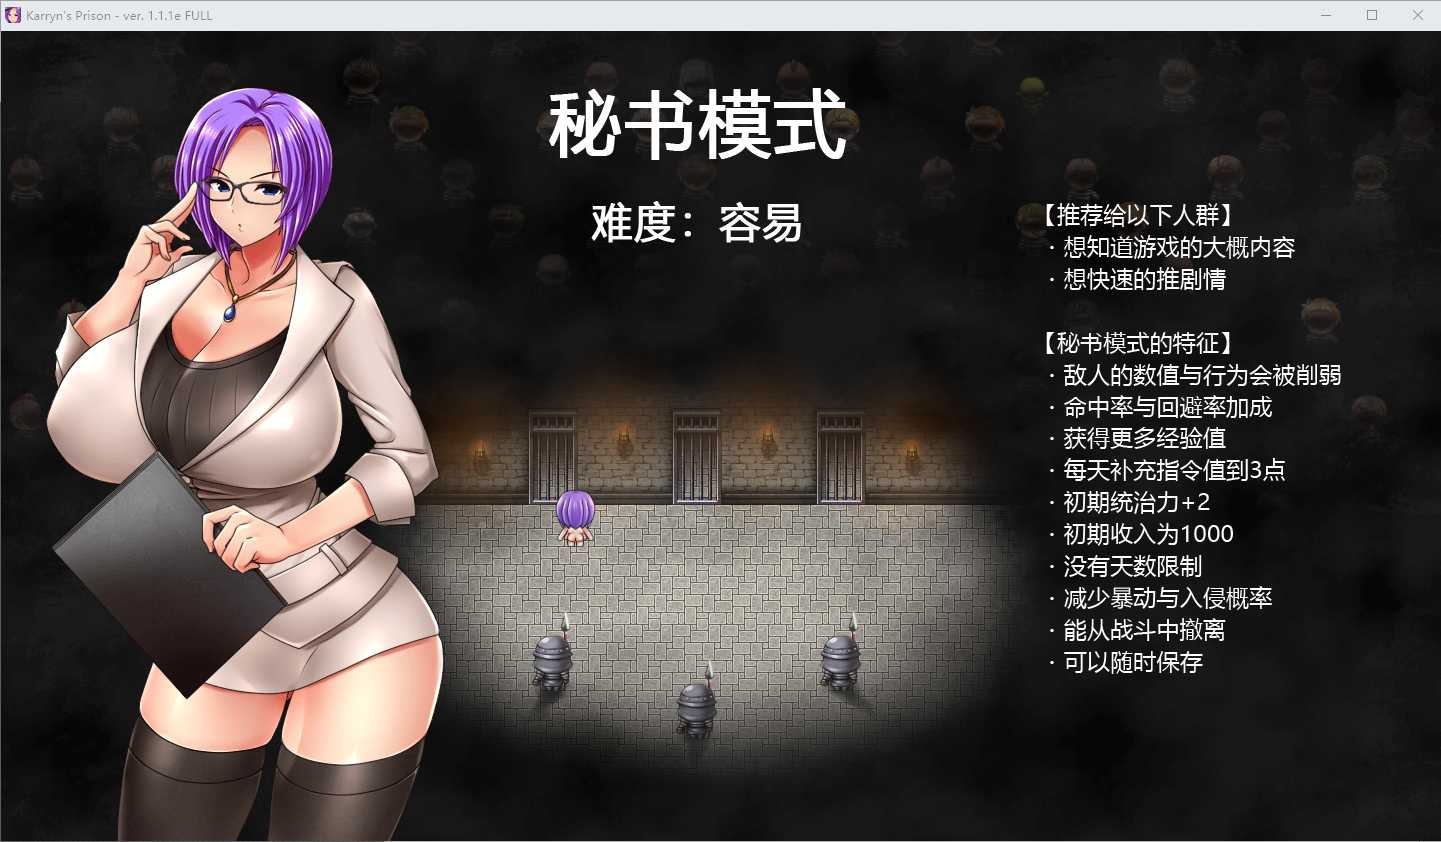 Karryn's Prison - ver. 1.1.1e FULL
秘书模式
难度：容易
【推荐给以下人群】
・想知道游戏的大概内容
・想快速的推剧情
【秘书模式的特征】
・敌人的数值与行为会被削弱
・命中率与回避率加成
・获得更多经验值
・每天补充指令值到3点
・初期统治力+2
・初期收入为1000
・没有天数限制
・减少暴动与入侵概率
・能从战斗中撤离
・可以随时保存